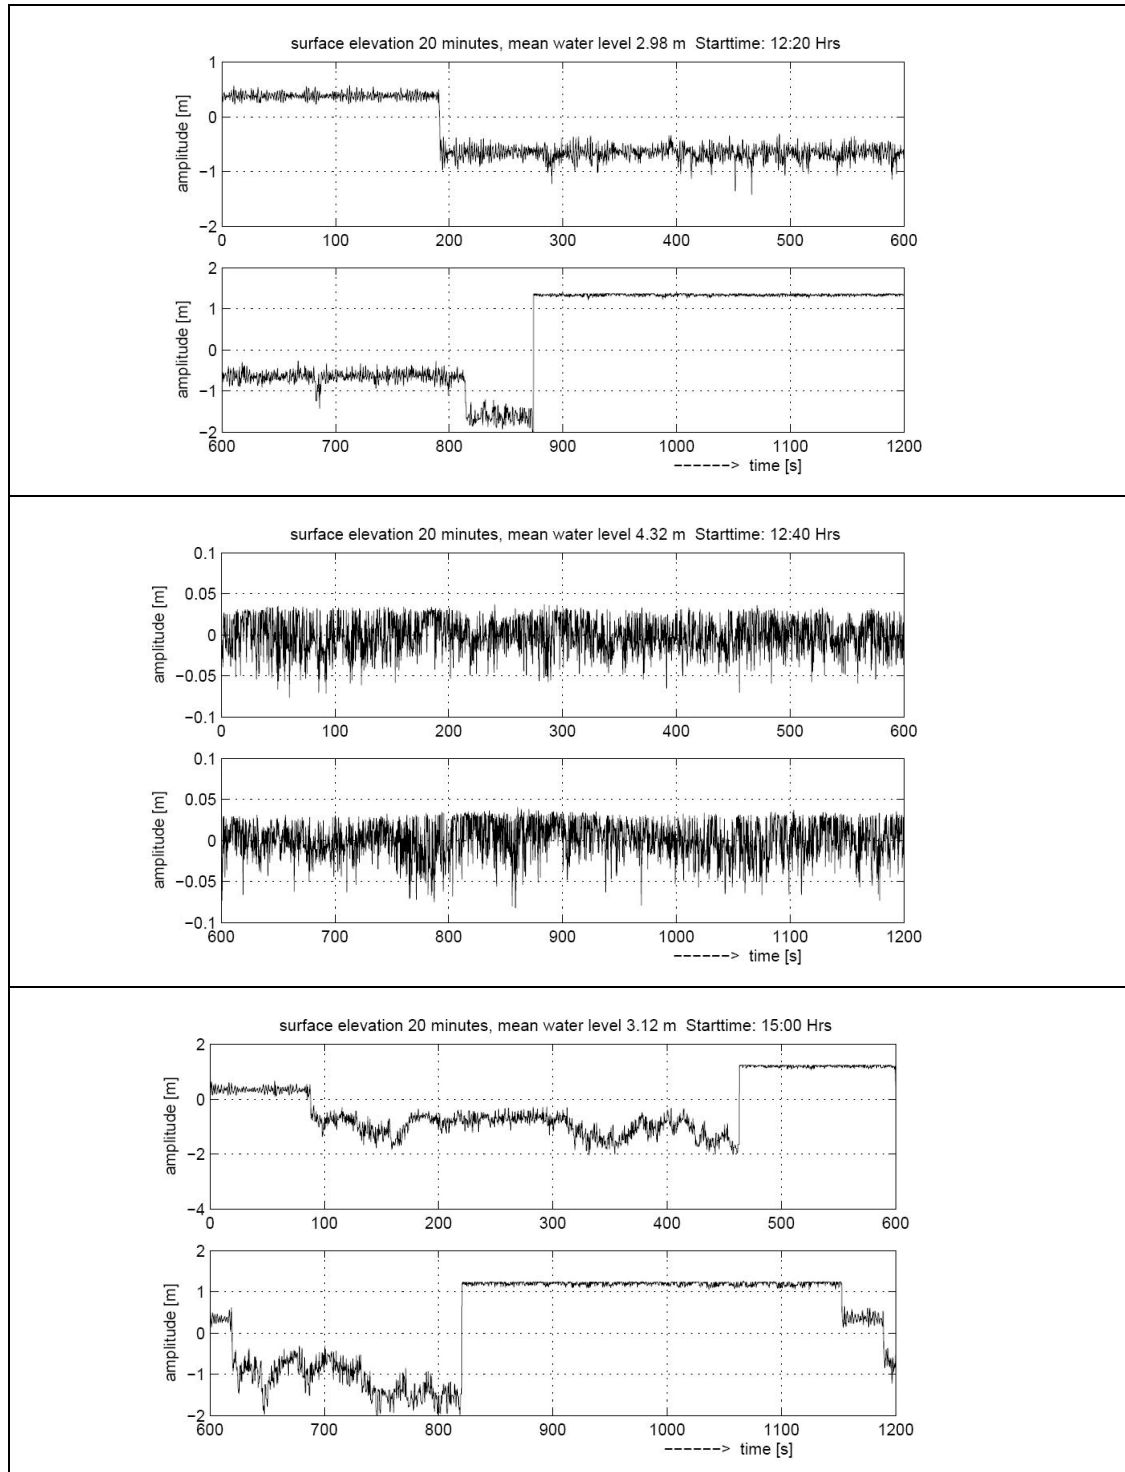 surface elevation 20 minutes, mean water level 2.98 m  Starttime: 12:20 Hrs
amplitude [m]
1
0
−1
−2
0 100 200 300 400 500 600
amplitude [m]
2
1
0
−1
−2
600 700 800 900 1000 1100 1200
------> time [s]
surface elevation 20 minutes, mean water level 4.32 m  Starttime: 12:40 Hrs
amplitude [m]
0.1
0.05
0
−0.05
−0.1
0 100 200 300 400 500 600
amplitude [m]
0.1
0.05
0
−0.05
−0.1
600 700 800 900 1000 1100 1200
------> time [s]
surface elevation 20 minutes, mean water level 3.12 m  Starttime: 15:00 Hrs
amplitude [m]
2
0
−2
−4
0 100 200 300 400 500 600
amplitude [m]
2
1
0
−1
−2
600 700 800 900 1000 1100 1200
------> time [s]